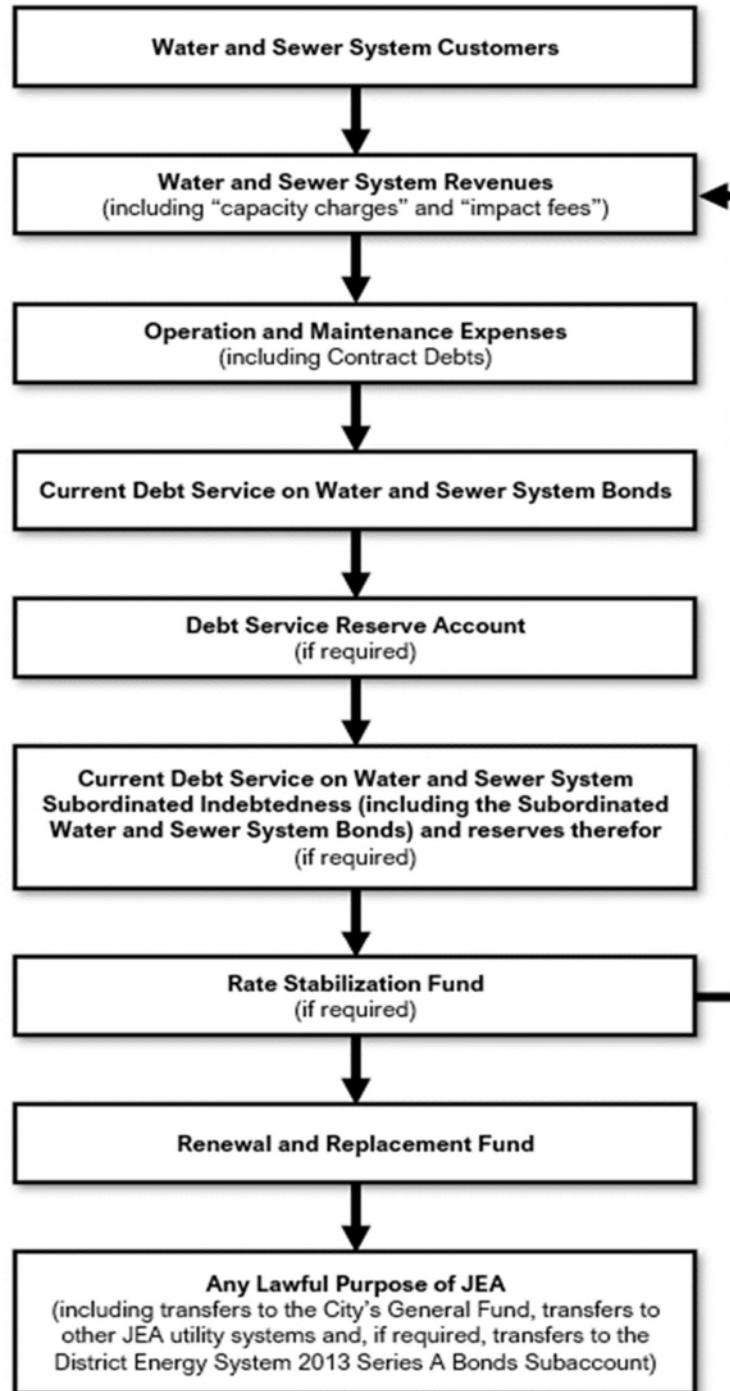 Water and Sewer System Customers
Water and Sewer System Revenues
(including “capacity charges” and “impact fees”)
Operation and Maintenance Expenses
(including Contract Debts)
Current Debt Service on Water and Sewer System Bonds
Debt Service Reserve Account
(if required)
Current Debt Service on Water and Sewer System
Subordinated Indebtedness (including the Subordinated
Water and Sewer System Bonds) and reserves therefor
(if required)
Rate Stabilization Fund
(if required)
Renewal and Replacement Fund
Any Lawful Purpose of JEA
(including transfers to the City’s General Fund, transfers to
other JEA utility systems and, if required, transfers to the
District Energy System 2013 Series A Bonds Subaccount)